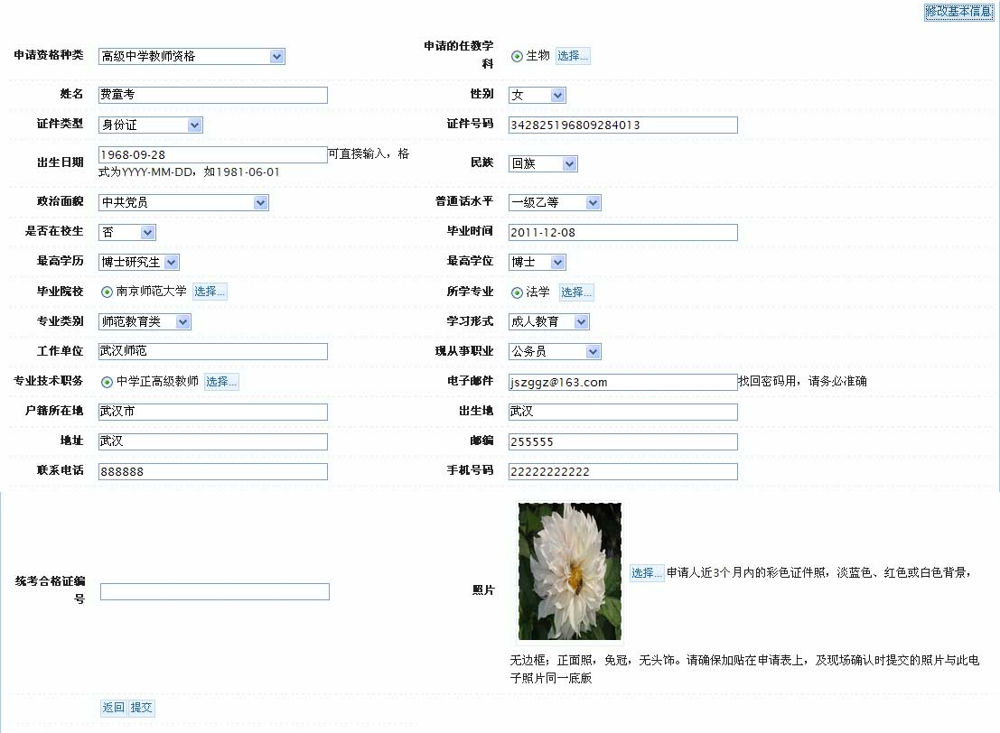 修改基本信息
申请资格种类 高级中学教师资格 申请的任教学
科 生物 选择...
姓名 费童考 性别 女
证件类型 身份证 证件号码 342825196809284013
出生日期 1968-09-28 可直接输入，格
式为YYYY-MM-DD，如1981-06-01 民族 回族
政治面貌 中共党员 普通话水平 一级乙等
是否在校生 否 毕业时间 2011-12-08
最高学历 博士研究生 最高学位 博士
毕业院校 南京师范大学 选择... 所学专业 法学 选择...
专业类别 师范教育类 学习形式 成人教育
工作单位 武汉师范 现从事职业 公务员
专业技术职务 中学正高级教师 选择... 电子邮件 jszggz@163.com 找回密码用，请务必准确
户籍所在地 武汉市 出生地 武汉
地址 武汉 邮编 255555
联系电话 888888 手机号码 22222222222
统考合格证编
号 照片 选择... 申请人近3个月内的彩色证件照，淡蓝色、红色或白色背景，
无边框；正面照，免冠，无头饰。请确保加贴在申请表上，及现场确认时提交的照片与此电
子照片同一底版
返回 提交